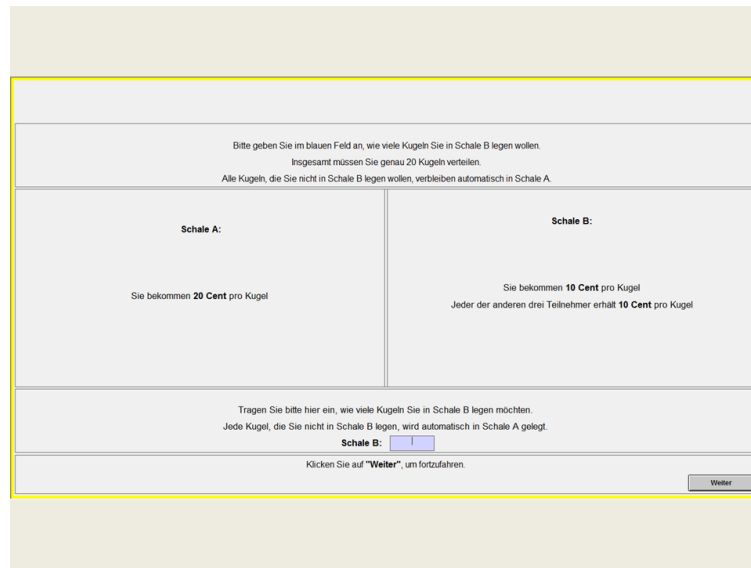 Bitte geben Sie im blauen Feld an, wie viele Kugeln Sie in Schale B legen wollen.
Insgesamt müssen Sie genau 20 Kugeln verteilen.
Alle Kugeln, die Sie nicht in Schale B legen wollen, verbleiben automatisch in Schale A.
Schale A:
Sie bekommen 20 Cent pro Kugel
Schale B:
Sie bekommen 10 Cent pro Kugel
Jeder der anderen drei Teilnehmer erhält 10 Cent pro Kugel
Tragen Sie bitte hier ein, wie viele Kugeln Sie in Schale B legen möchten.
Jede Kugel, die Sie nicht in Schale B legen, wird automatisch in Schale A gelegt.
Schale B:
Klicken Sie auf "Weiter", um fortzufahren.
Weiter